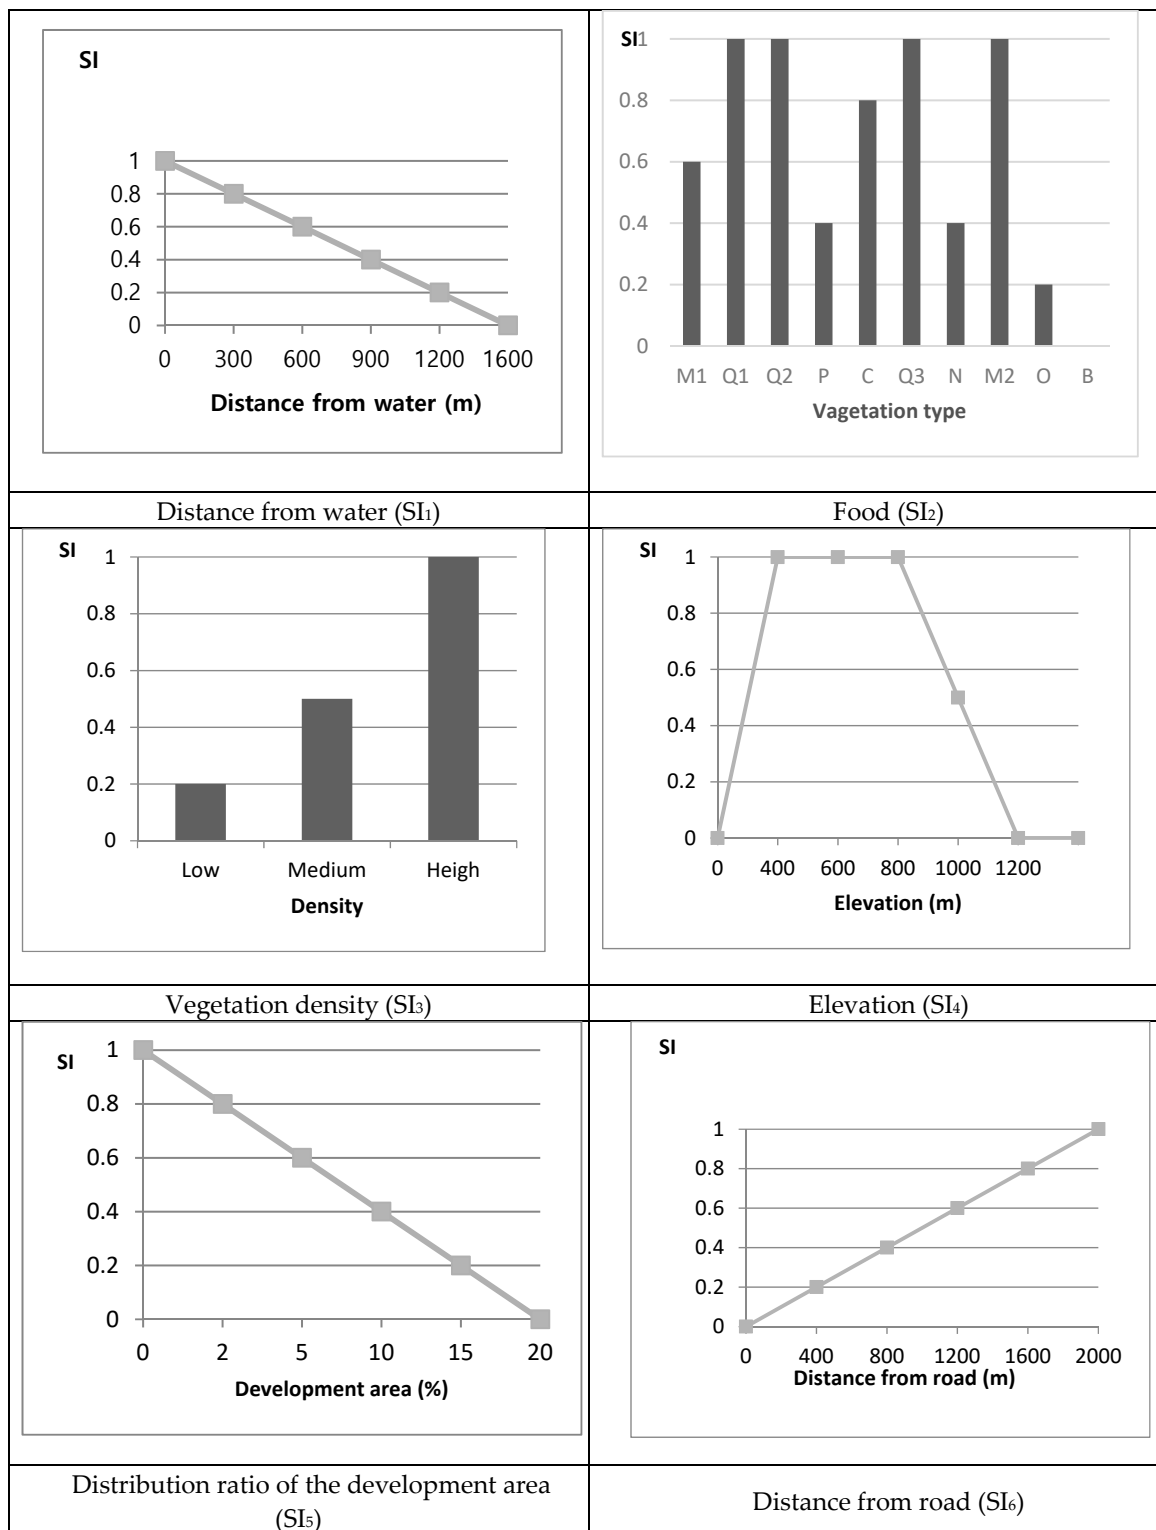 SI
1
0.8
0.6
0.4
0.2
0
0 300 600 900 1200 1600
Distance from water (m)
SI
1
0.8
0.6
0.4
0.2
0
M1 Q1 Q2 P C Q3 N M2 O B
Vagetation type
Distance from water (SI₁)
Food (SI₂)
SI
1
0.8
0.6
0.4
0.2
0
Low Medium Heigh
Density
SI
1
0.8
0.6
0.4
0.2
0
0 400 600 800 1000 1200
Elevation (m)
Vegetation density (SI₃)
Elevation (SI₄)
SI
1
0.8
0.6
0.4
0.2
0
0 2 5 10 15 20
Development area (%)
SI
1
0.8
0.6
0.4
0.2
0
0 400 800 1200 1600 2000
Distance from road (m)
Distribution ratio of the development area
(SI₅)
Distance from road (SI₆)